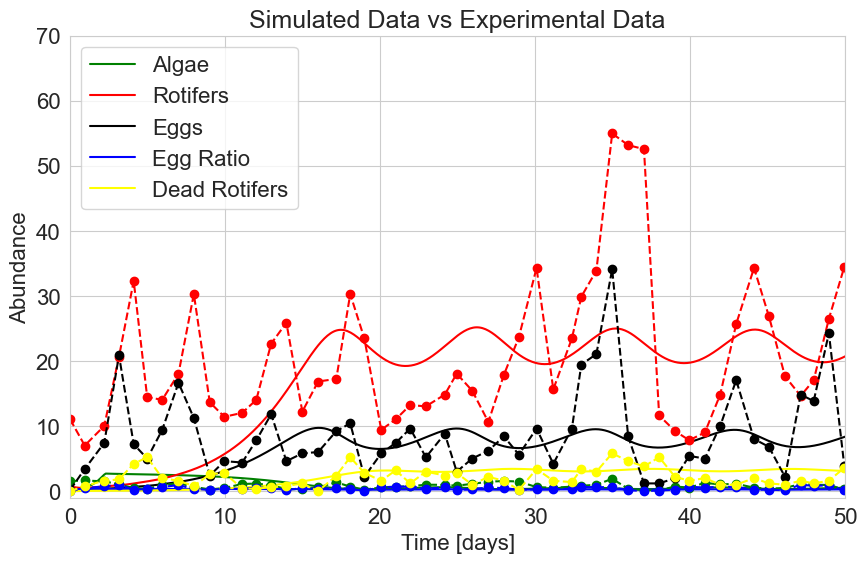 Simulated Data vs Experimental Data
70
60
50
40
30
20
10
0
Abundance
Algae
Rotifers
Eggs
Egg Ratio
Dead Rotifers
0 10 20 30 40 50
Time [days]